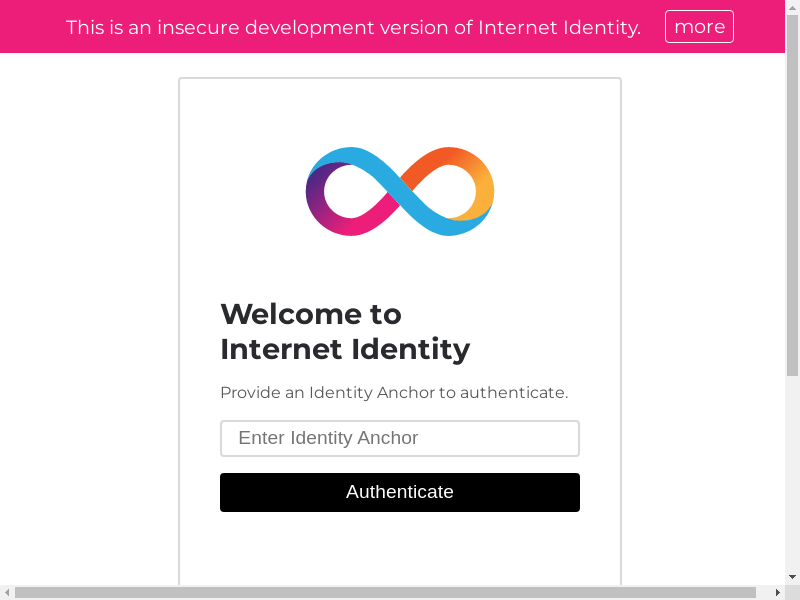 This is an insecure development version of Internet Identity. more
Welcome to
Internet Identity
Provide an Identity Anchor to authenticate.
Enter Identity Anchor
Authenticate